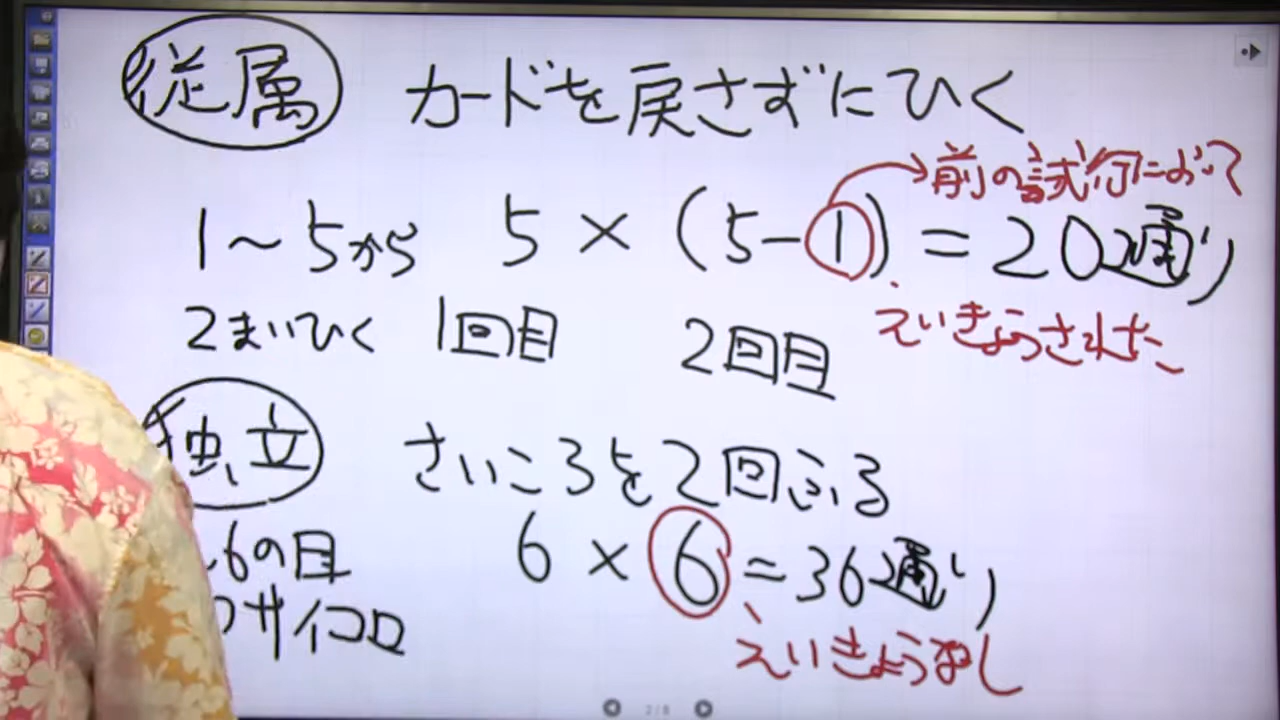 従属 カードを戻さずにひく
前の試行において
1～5から 5×(5-1)=20通り
えいきょうされた
2まいひく 1回目 2回目
独立 さいころを2回ふる
6の目 6×6=36通り
サイコロ
えいきょうなし
2/8